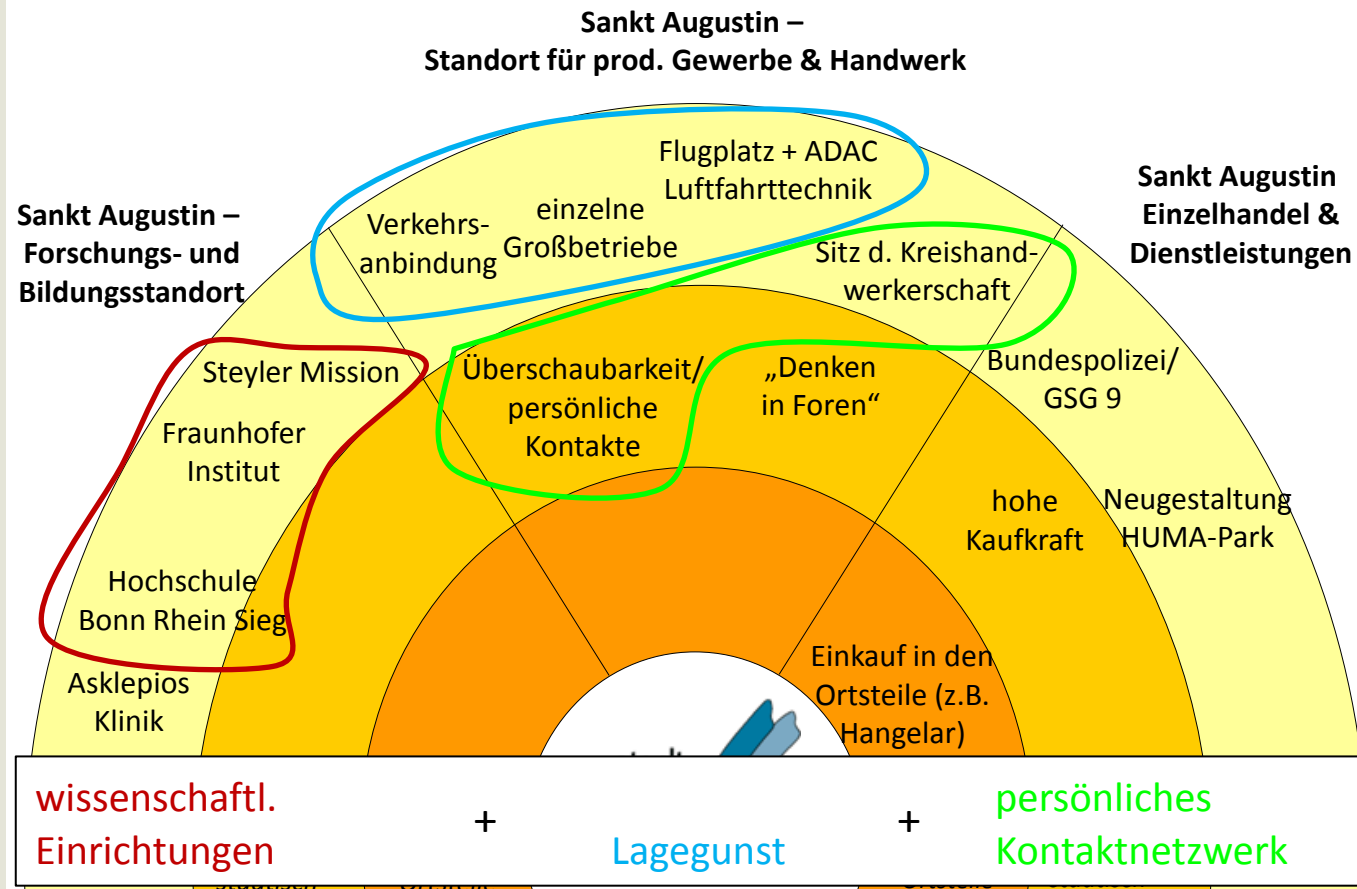 Sankt Augustin –
Standort für prod. Gewerbe & Handwerk
Sankt Augustin –
Forschungs- und
Bildungsstandort
Sankt Augustin
Einzelhandel &
Dienstleistungen
Flugplatz + ADAC
Luftfahrttechnik
einzelne
Großbetriebe
Verkehrs-
anbindung
Sitz d. Kreishand-
werkerschaft
Steyler Mission
Überschaubarkeit/
persönliche
Kontakte
„Denken
in Foren“
Bundespolizei/
GSG 9
Fraunhofer
Institut
hohe
Kaufkraft
Neugestaltung
HUMA-Park
Hochschule
Bonn Rhein Sieg
Asklepios
Klinik
Einkauf in den
Ortsteile (z.B.
Hangelar)
wissenschaftl.
Einrichtungen
+
Lagegunst
+
persönliches
Kontaktnetzwerk